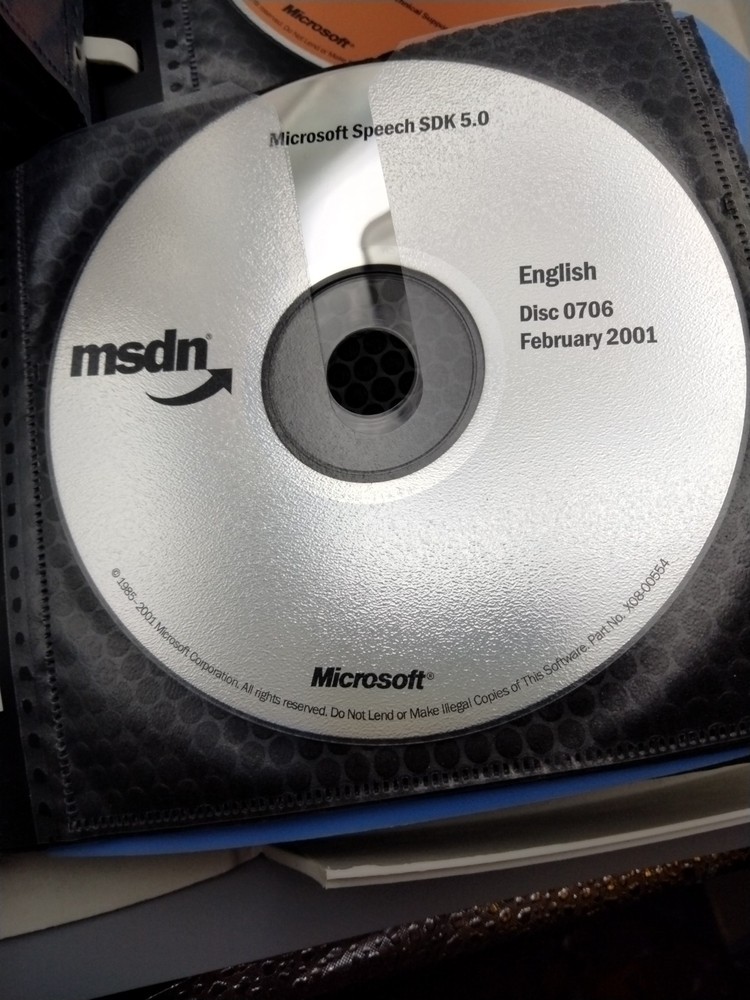 Microsoft®
Microsoft Speech SDK 5.0
English
Disc 0706
February 2001
msdn®
Microsoft®
© 1985–2001 Microsoft Corporation. All rights reserved. Do Not Lend or Make Illegal Copies of This Software. Part No. X08-00554